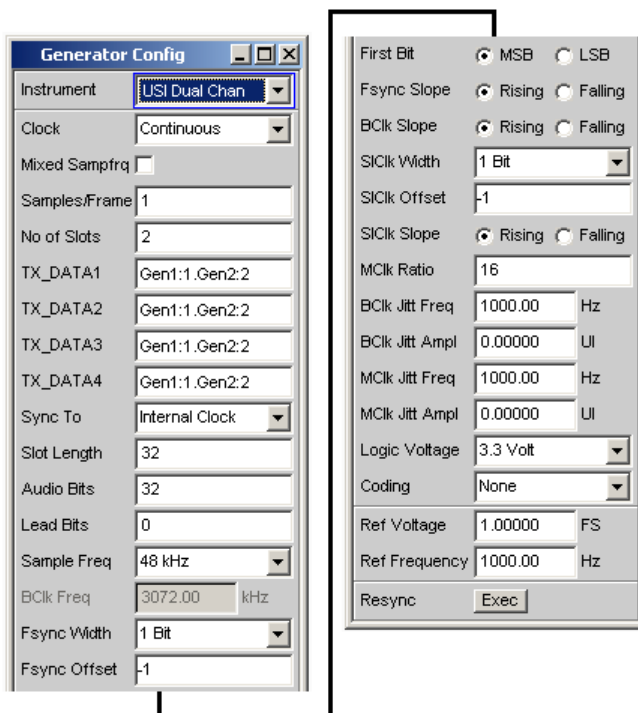 Generator Config
Instrument USI Dual Chan
Clock Continuous
Mixed Sampfrq
Samples/Frame 1
No of Slots 2
TX_DATA1 Gen1:1.Gen2:2
TX_DATA2 Gen1:1.Gen2:2
TX_DATA3 Gen1:1.Gen2:2
TX_DATA4 Gen1:1.Gen2:2
Sync To Internal Clock
Slot Length 32
Audio Bits 32
Lead Bits 0
Sample Freq 48 kHz
BClk Freq 3072.00 kHz
Fsync Width 1 Bit
Fsync Offset -1
First Bit MSB LSB
Fsync Slope Rising Falling
BClk Slope Rising Falling
SlClk Width 1 Bit
SlClk Offset -1
SlClk Slope Rising Falling
MClk Ratio 16
BClk Jitt Freq 1000.00 Hz
BClk Jitt Ampl 0.00000 UI
MClk Jitt Freq 1000.00 Hz
MClk Jitt Ampl 0.00000 UI
Logic Voltage 3.3 Volt
Coding None
Ref Voltage 1.00000 FS
Ref Frequency 1000.00 Hz
Resync Exec